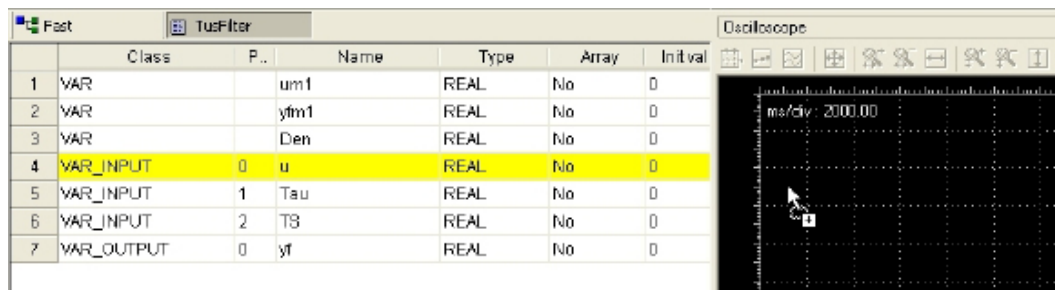 Fast TusFilter Oscilloscope
Class P.. Name Type Array Init val
1 VAR um1 REAL No 0
2 VAR yfm1 REAL No 0
3 VAR Den REAL No 0
4 VAR_INPUT 0 u REAL No 0
5 VAR_INPUT 1 Tau REAL No 0
6 VAR_INPUT 2 TS REAL No 0
7 VAR_OUTPUT 0 yf REAL No 0
ms/div : 2000.00